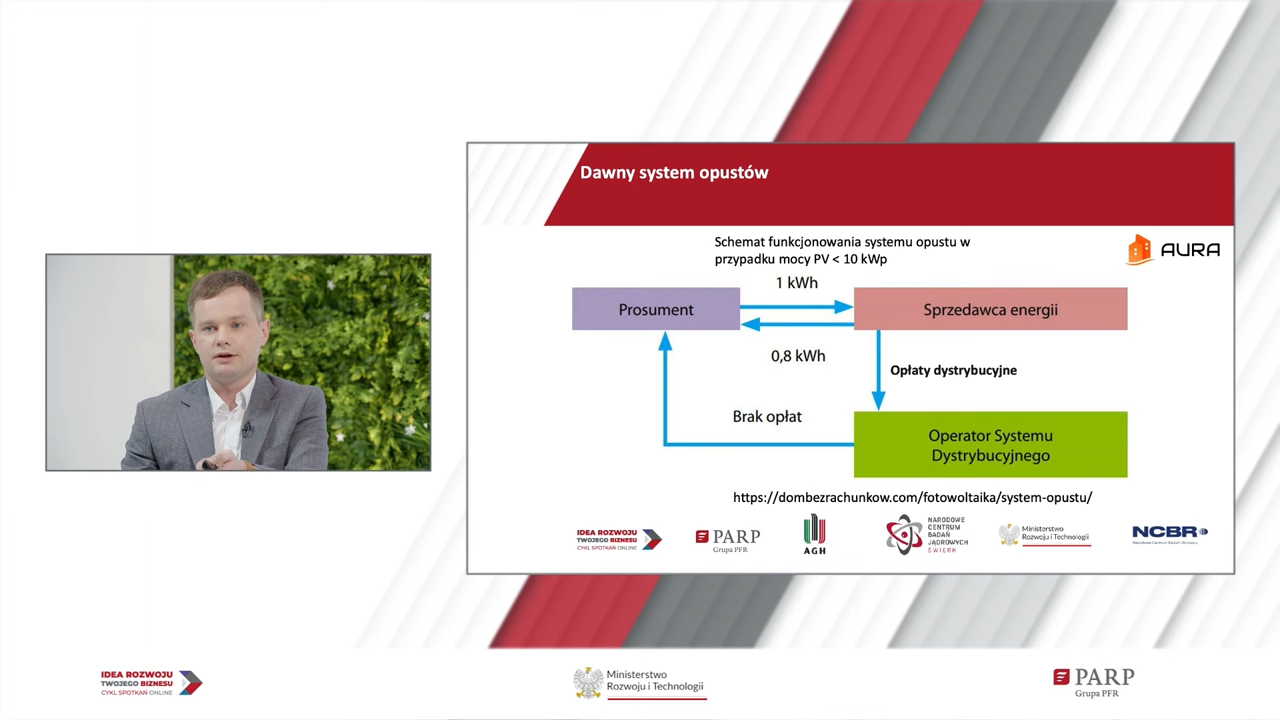 Dawny system opustów
Schemat funkcjonowania systemu opustu w
przypadku mocy PV < 10 kWp
AURA
1 kWh
Prosument
Sprzedawca energii
0,8 kWh
Opłaty dystrybucyjne
Brak opłat
Operator Systemu
Dystrybucyjnego
https://dombezrachunkow.com/fotowoltaika/system-opustu/
IDEA ROZWOJU
TWOJEGO BIZNESU
CYKL SPOTKAŃ ONLINE
PARP
Grupa PFR
AGH
NARODOWE
CENTRUM
BADAŃ
JĄDROWYCH
ŚWIERK
Ministerstwo
Rozwoju i Technologii
NCBR
IDEA ROZWOJU
TWOJEGO BIZNESU
CYKL SPOTKAŃ ONLINE
Ministerstwo
Rozwoju i Technologii
PARP
Grupa PFR